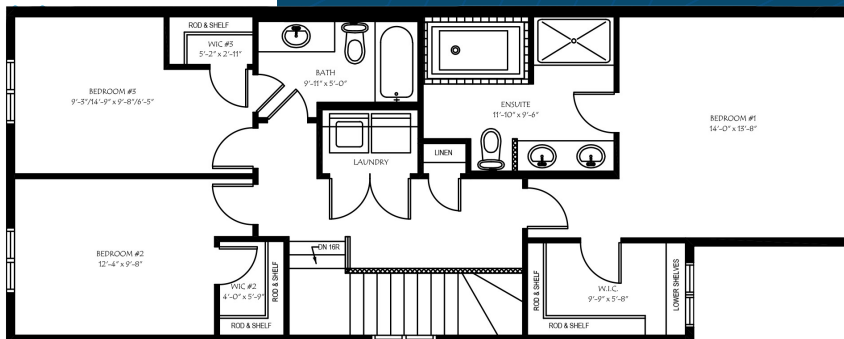 ROD & SHELF
WIC #3
5'-2" x 2'-11"
BEDROOM #3
9'-3"/14'-9" x 9'-8"/6'-5"
BATH
9'-11" x 5'-0"
ENSUITE
11'-10" x 9'-6"
BEDROOM #1
14'-0" x 13'-8"
LAUNDRY
LINEN
BEDROOM #2
12'-4" x 9'-8"
WIC #2
4'-0" x 5'-9"
ROD & SHELF
ROD & SHELF
DN 16R
ROD & SHELF
W.I.C.
9'-9" x 5'-8"
ROD & SHELF
LOWER SHELVES